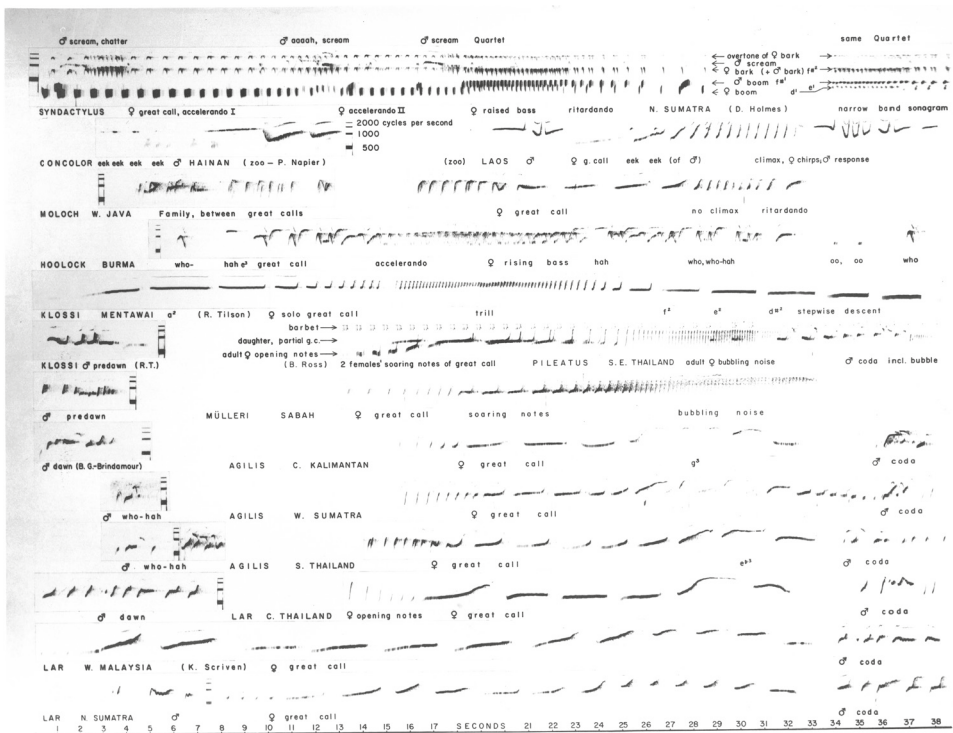 ♂ scream, chatter ♂ aaaah, scream ♂ scream Quartet same Quartet
← overtone of ♀ bark
← ♂ scream
← ♀ bark (+ ♂ bark) f#²
← ♂ boom f#¹ e¹
← ♀ boom d¹
SYNDACTYLUS ♀ great call, accelerando I ♀ accelerando II ♀ raised bass ritardando N. SUMATRA (D. Holmes) narrow band sonagram
2000 cycles per second
1000
500
CONCOLOR eek eek eek eek ♂ HAINAN (zoo – P. Napier) (zoo) LAOS ♂ ♀ g. call eek eek (of ♂) climax, ♀ chirps; ♂ response
MOLOCH W. JAVA Family, between great calls ♀ great call no climax ritardando
HOOLOCK BURMA who- hah e² great call accelerando ♀ rising bass hah who, who-hah oo, oo who
KLOSSI MENTAWAI a² (R. Tilson) ♀ solo great call trill f² e² d#² stepwise descent
barbet →
daughter, partial g.c. →
adult ♀ opening notes →
KLOSSI ♂ predawn (R.T.) (B. Ross) 2 females' soaring notes of great call PILEATUS S.E. THAILAND adult ♀ bubbling noise ♂ coda incl. bubble
♂ predawn MÜLLERI SABAH ♀ great call soaring notes bubbling noise
♂ dawn (B.G.-Brindamour) AGILIS C. KALIMANTAN ♀ great call g³ ♂ coda
♂ who-hah AGILIS W. SUMATRA ♀ great call ♂ coda
♂ who-hah AGILIS S. THAILAND ♀ great call ♂ coda
♂ dawn LAR C. THAILAND ♀ opening notes ♀ great call ♂ coda
LAR W. MALAYSIA (K. Scriven) ♀ great call ♂ coda
LAR N. SUMATRA ♂ ♀ great call ♂ coda
1 2 3 4 5 6 7 8 9 10 11 12 13 14 15 16 17 SECONDS 21 22 23 24 25 26 27 28 29 30 31 32 33 34 35 36 37 38